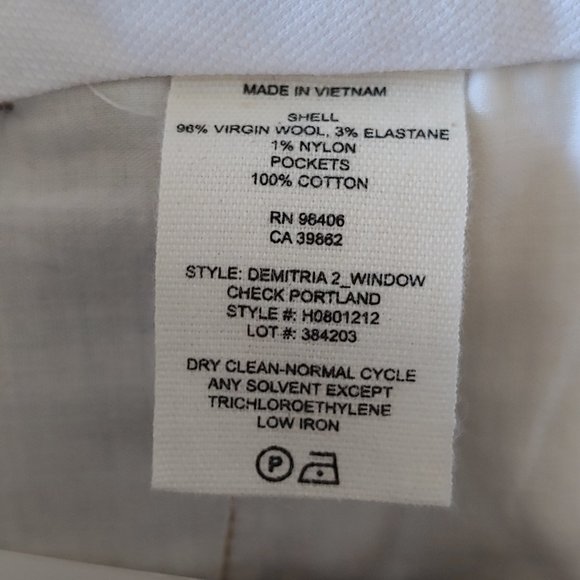 MADE IN VIETNAM
SHELL
96% VIRGIN WOOL, 3% ELASTANE
1% NYLON
POCKETS
100% COTTON
RN 98406
CA 39862
STYLE: DEMITRIA 2_WINDOW
CHECK PORTLAND
STYLE #: H0801212
LOT #: 384203
DRY CLEAN-NORMAL CYCLE
ANY SOLVENT EXCEPT
TRICHLOROETHYLENE
LOW IRON
P